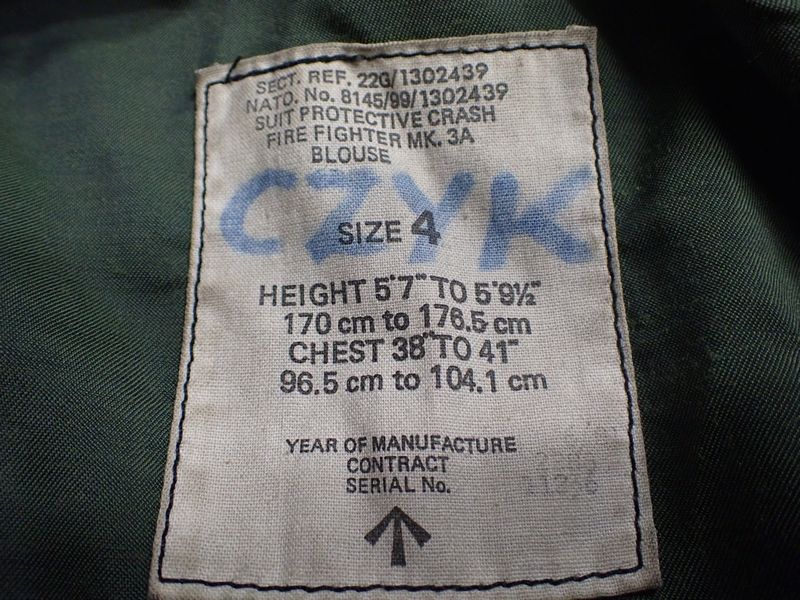 SECT. REF. 22G/1302439
NATO. No. 8145/99/1302439
SUIT PROTECTIVE CRASH
FIRE FIGHTER MK. 3A
BLOUSE
CZYK
SIZE 4
HEIGHT 5'7" TO 5'9½"
170 cm to 176.5 cm
CHEST 38" TO 41"
96.5 cm to 104.1 cm
YEAR OF MANUFACTURE
CONTRACT
SERIAL No.